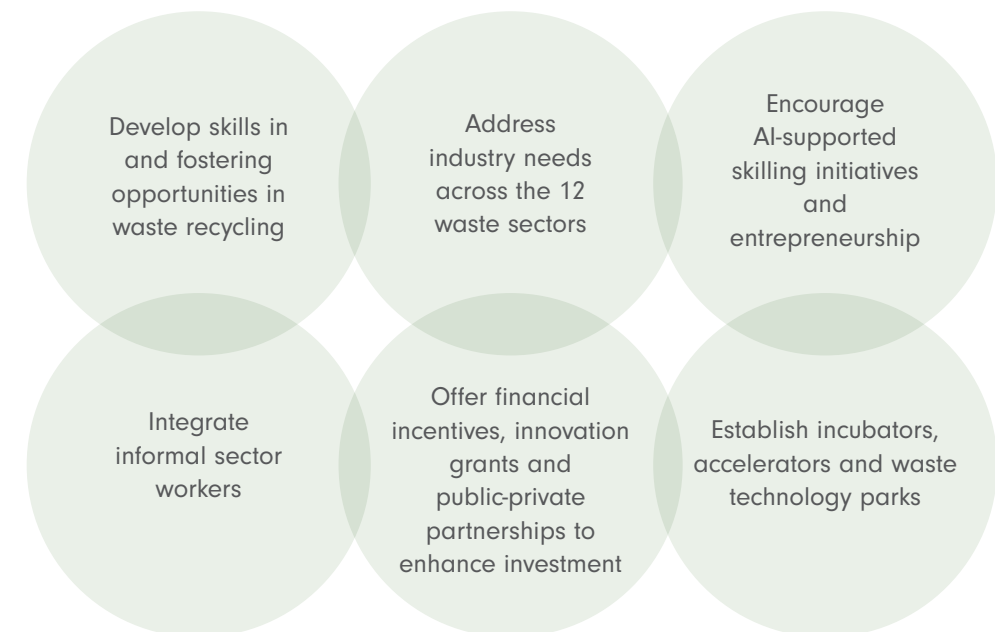 Develop skills in
and fostering
opportunities in
waste recycling
Address
industry needs
across the 12
waste sectors
Encourage
AI-supported
skilling initiatives
and
entrepreneurship
Integrate
informal sector
workers
Offer financial
incentives, innovation
grants and
public-private
partnerships to
enhance investment
Establish incubators,
accelerators and waste
technology parks